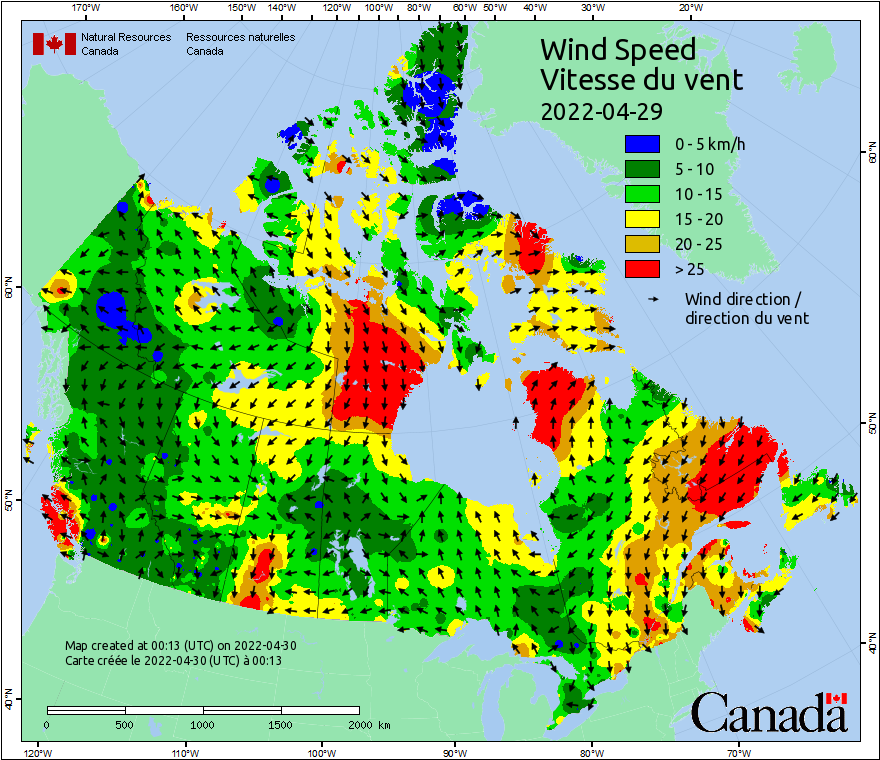 170°W 160°W 150°W 140°W 120°W 100°W 80°W 60°W 50°W 40°W 30°W 20°W
Natural Resources Canada
Ressources naturelles Canada
Wind Speed
Vitesse du vent
2022-04-29
0 - 5 km/h
5 - 10
10 - 15
15 - 20
20 - 25
> 25
Wind direction /
direction du vent
60°N
50°N
40°N
60°N
50°N
40°N
Map created at 00:13 (UTC) on 2022-04-30
Carte créée le 2022-04-30 (UTC) à 00:13
0 500 1000 1500 2000 km
Canada
120°W 110°W 100°W 90°W 80°W 70°W